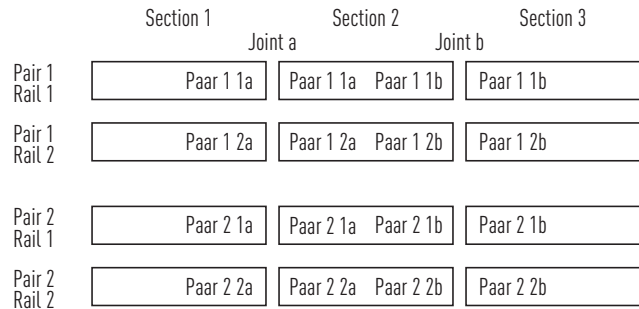 Section 1 Section 2 Section 3
Joint a Joint b
Pair 1
Rail 1
Paar 1 1a Paar 1 1a Paar 1 1b Paar 1 1b
Pair 1
Rail 2
Paar 1 2a Paar 1 2a Paar 1 2b Paar 1 2b
Pair 2
Rail 1
Paar 2 1a Paar 2 1a Paar 2 1b Paar 2 1b
Pair 2
Rail 2
Paar 2 2a Paar 2 2a Paar 2 2b Paar 2 2b